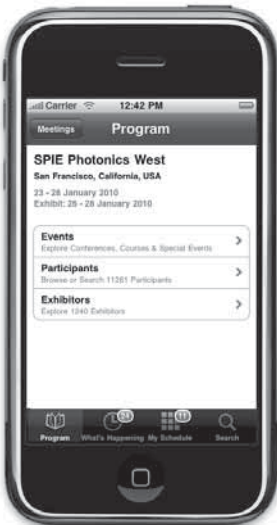 Carrier 12:42 PM
Meetings Program
SPIE Photonics West
San Francisco, California, USA
23 - 28 January 2010
Exhibit: 26 - 28 January 2010
Events
Explore Conferences, Courses & Special Events
Participants
Browse or Search 11261 Participants
Exhibitors
Explore 1240 Exhibitors
24 11
Program What's Happening My Schedule Search